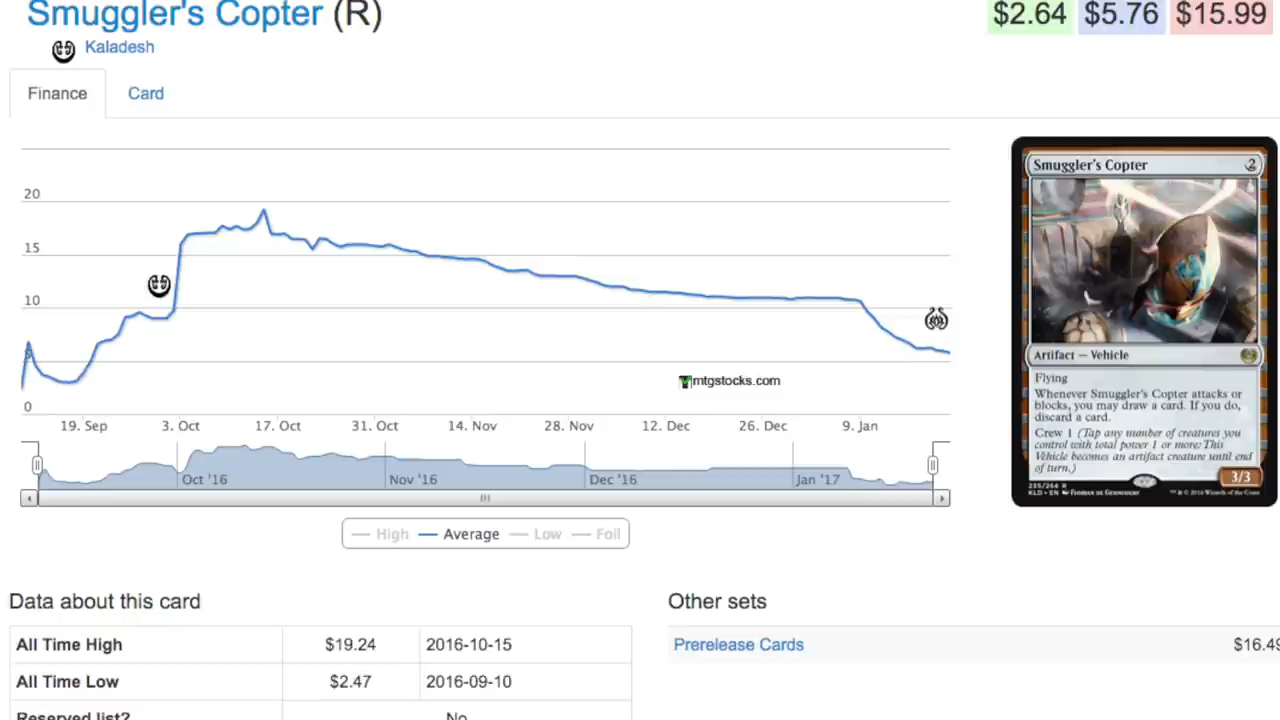 Smuggler's Copter (R)
$2.64 $5.76 $15.99
Kaladesh
Finance Card
20
15
10
5
0
19. Sep 3. Oct 17. Oct 31. Oct 14. Nov 28. Nov 12. Dec 26. Dec 9. Jan
mtgstocks.com
Oct '16 Nov '16 Dec '16 Jan '17
High Average Low Foil
Smuggler's Copter 2
Artifact — Vehicle
Flying
Whenever Smuggler's Copter attacks or
blocks, you may draw a card. If you do,
discard a card.
Crew 1 (Tap any number of creatures you
control with total power 1 or more: This
Vehicle becomes an artifact creature until end
of turn.)
3/3
235/264 R
Data about this card
All Time High $19.24 2016-10-15
All Time Low $2.47 2016-09-10
Reserved list? No
Other sets
Prerelease Cards $16.49